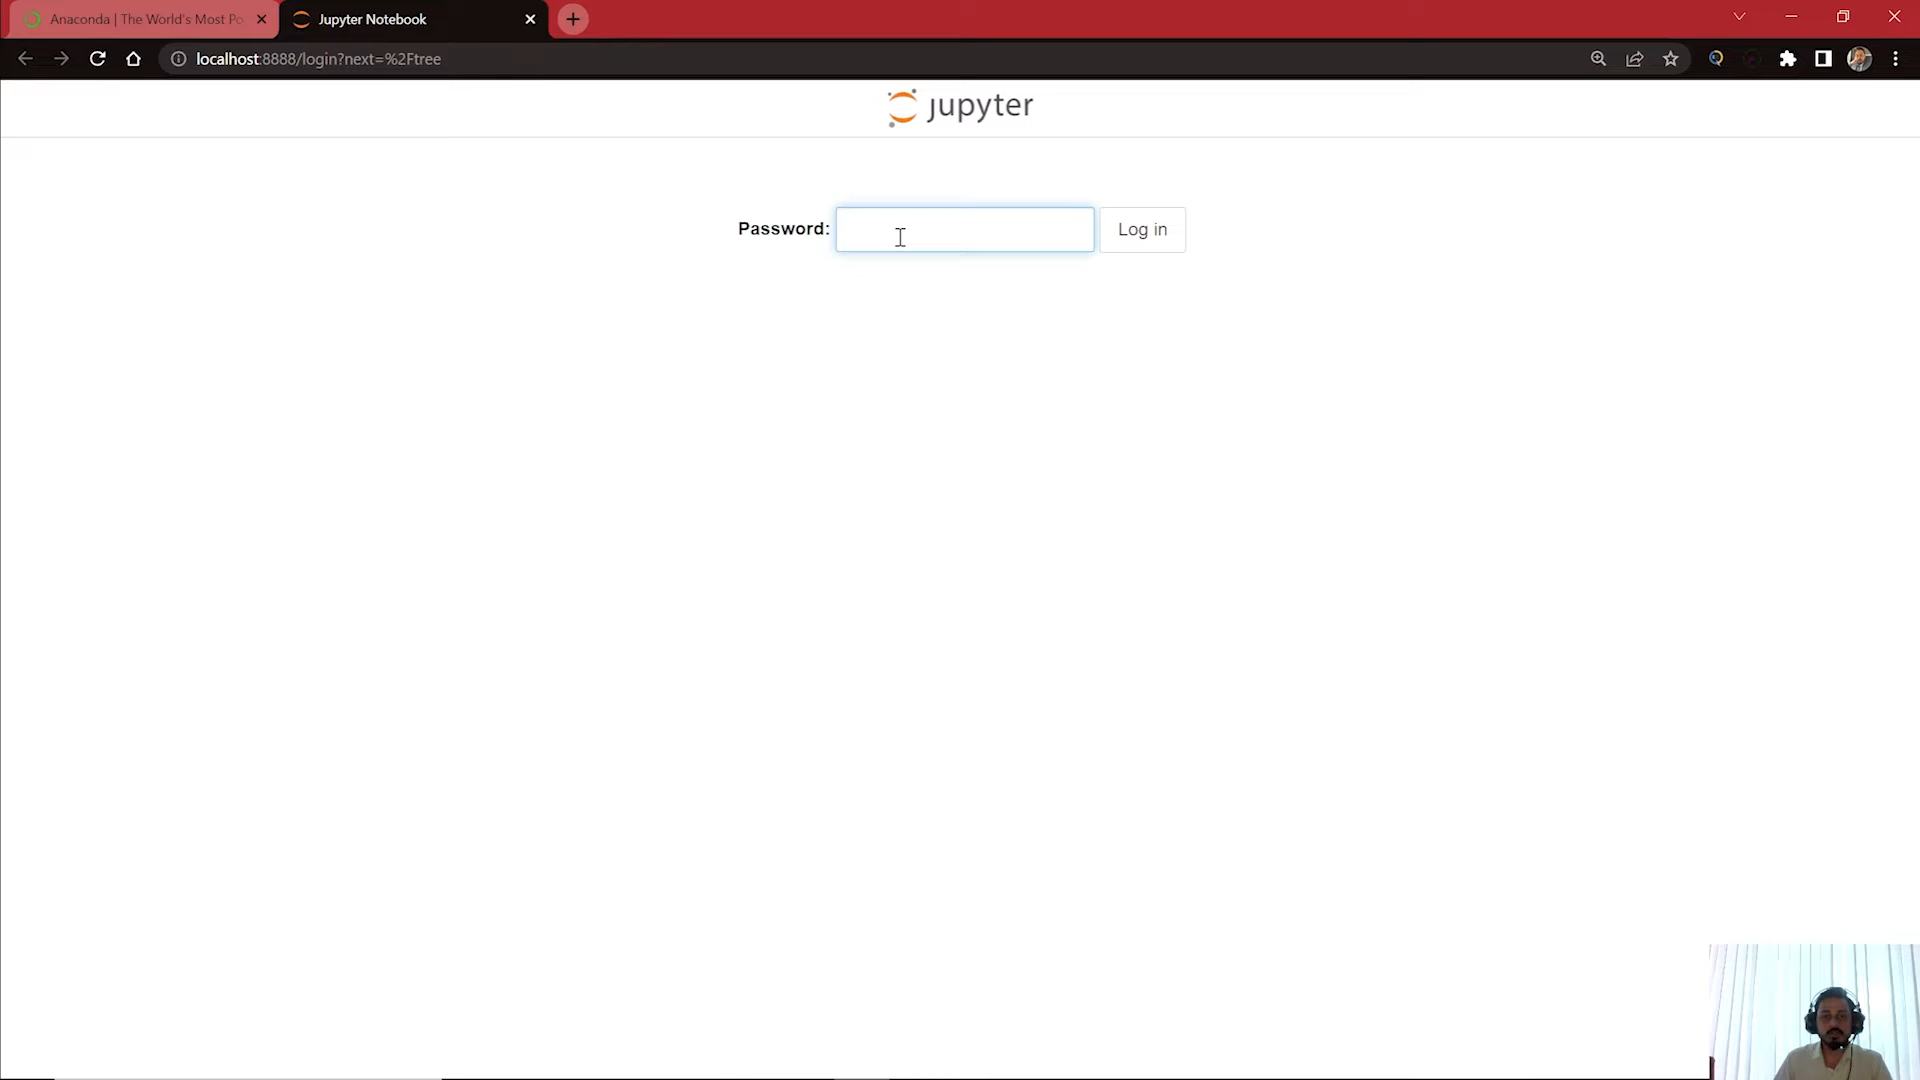 Anaconda | The World's Most Po
Jupyter Notebook
localhost:8888/login?next=%2Ftree
jupyter
Password:
Log in